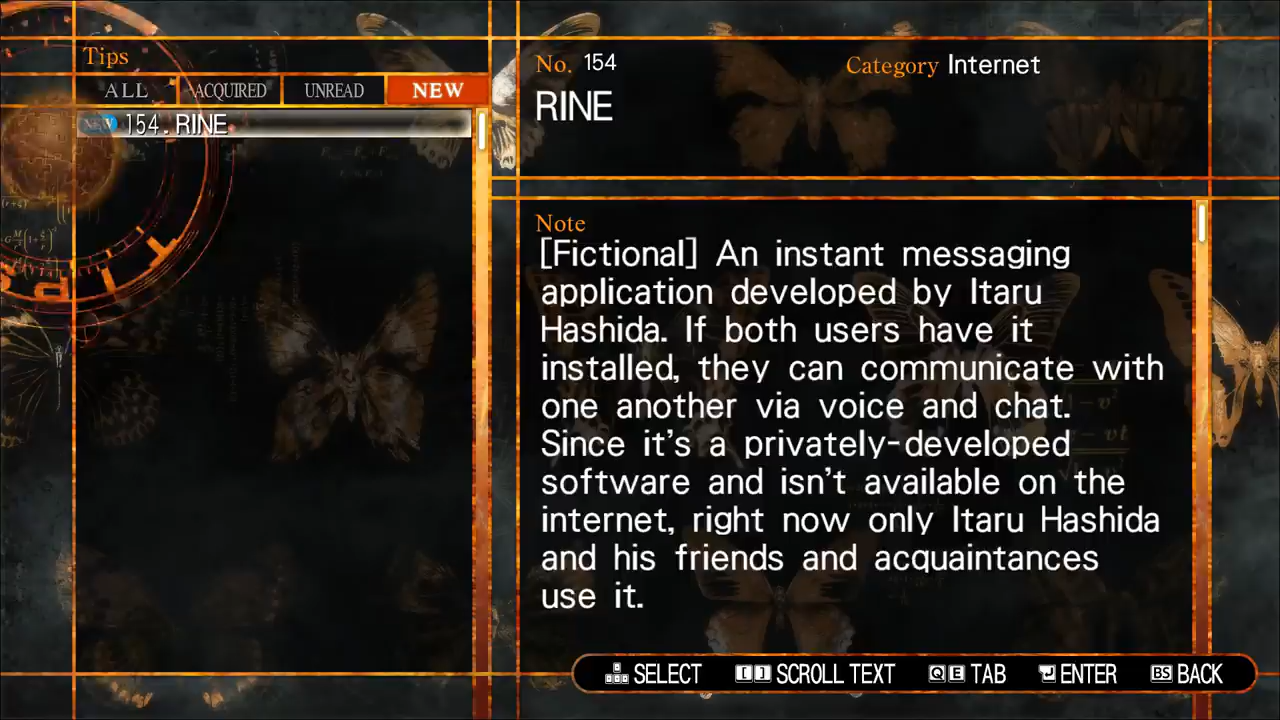 Tips
ALL ACQUIRED UNREAD NEW
NEW 154. RINE
No. 154
Category Internet
RINE
Note
[Fictional] An instant messaging
application developed by Itaru
Hashida. If both users have it
installed, they can communicate with
one another via voice and chat.
Since it's a privately-developed
software and isn't available on the
internet, right now only Itaru Hashida
and his friends and acquaintances
use it.
SELECT [ ] SCROLL TEXT Q E TAB ENTER BS BACK